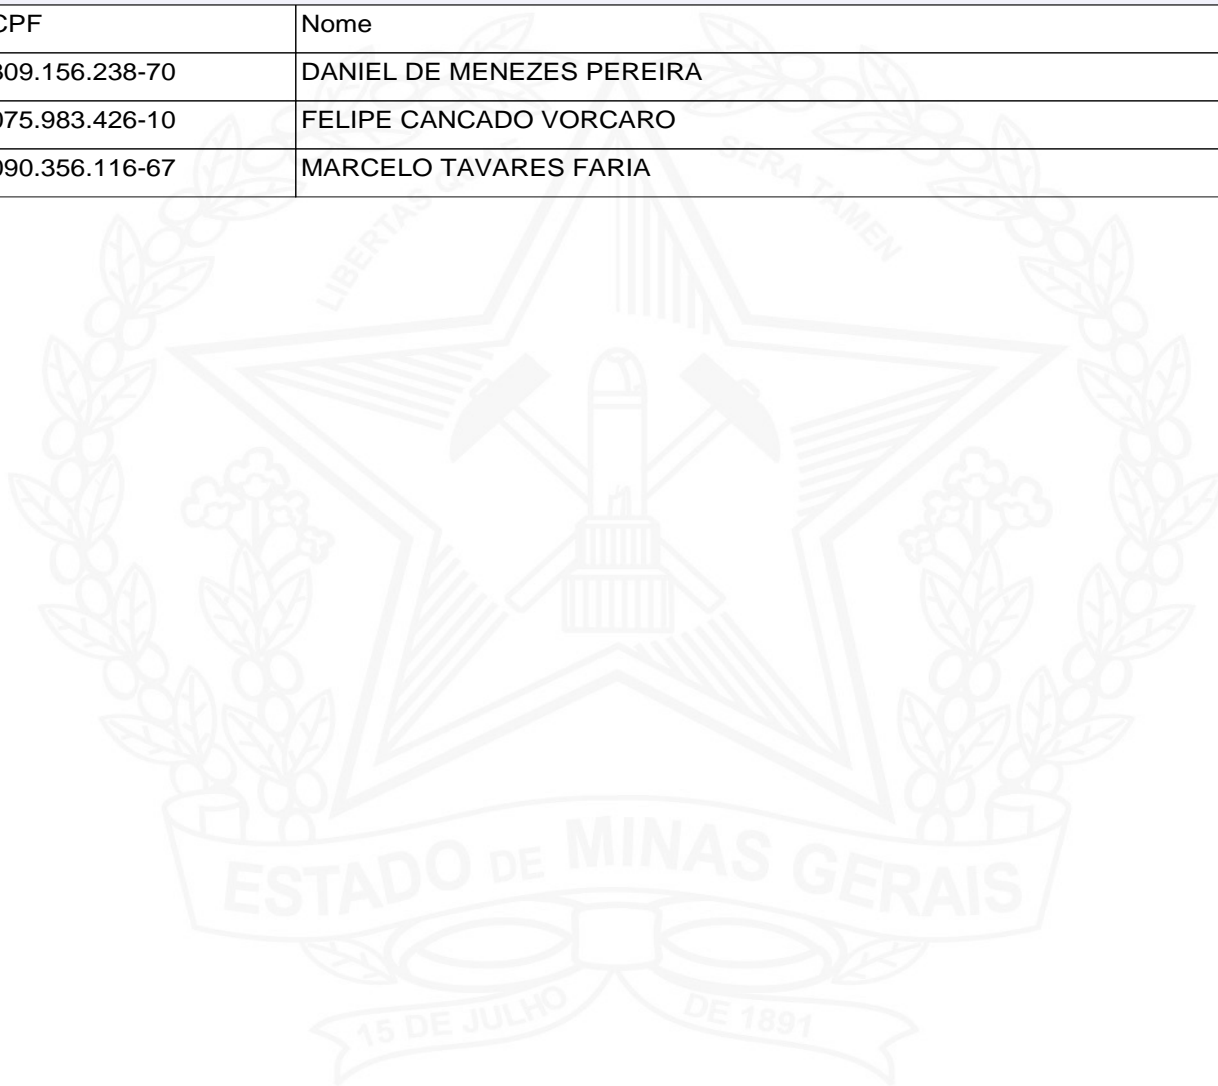 CPF Nome
309.156.238-70 DANIEL DE MENEZES PEREIRA
075.983.426-10 FELIPE CANCADO VORCARO
090.356.116-67 MARCELO TAVARES FARIA
LIBERTAS QUÆ SERA TAMEN
ESTADO DE MINAS GERAIS
15 DE JULHO DE 1891